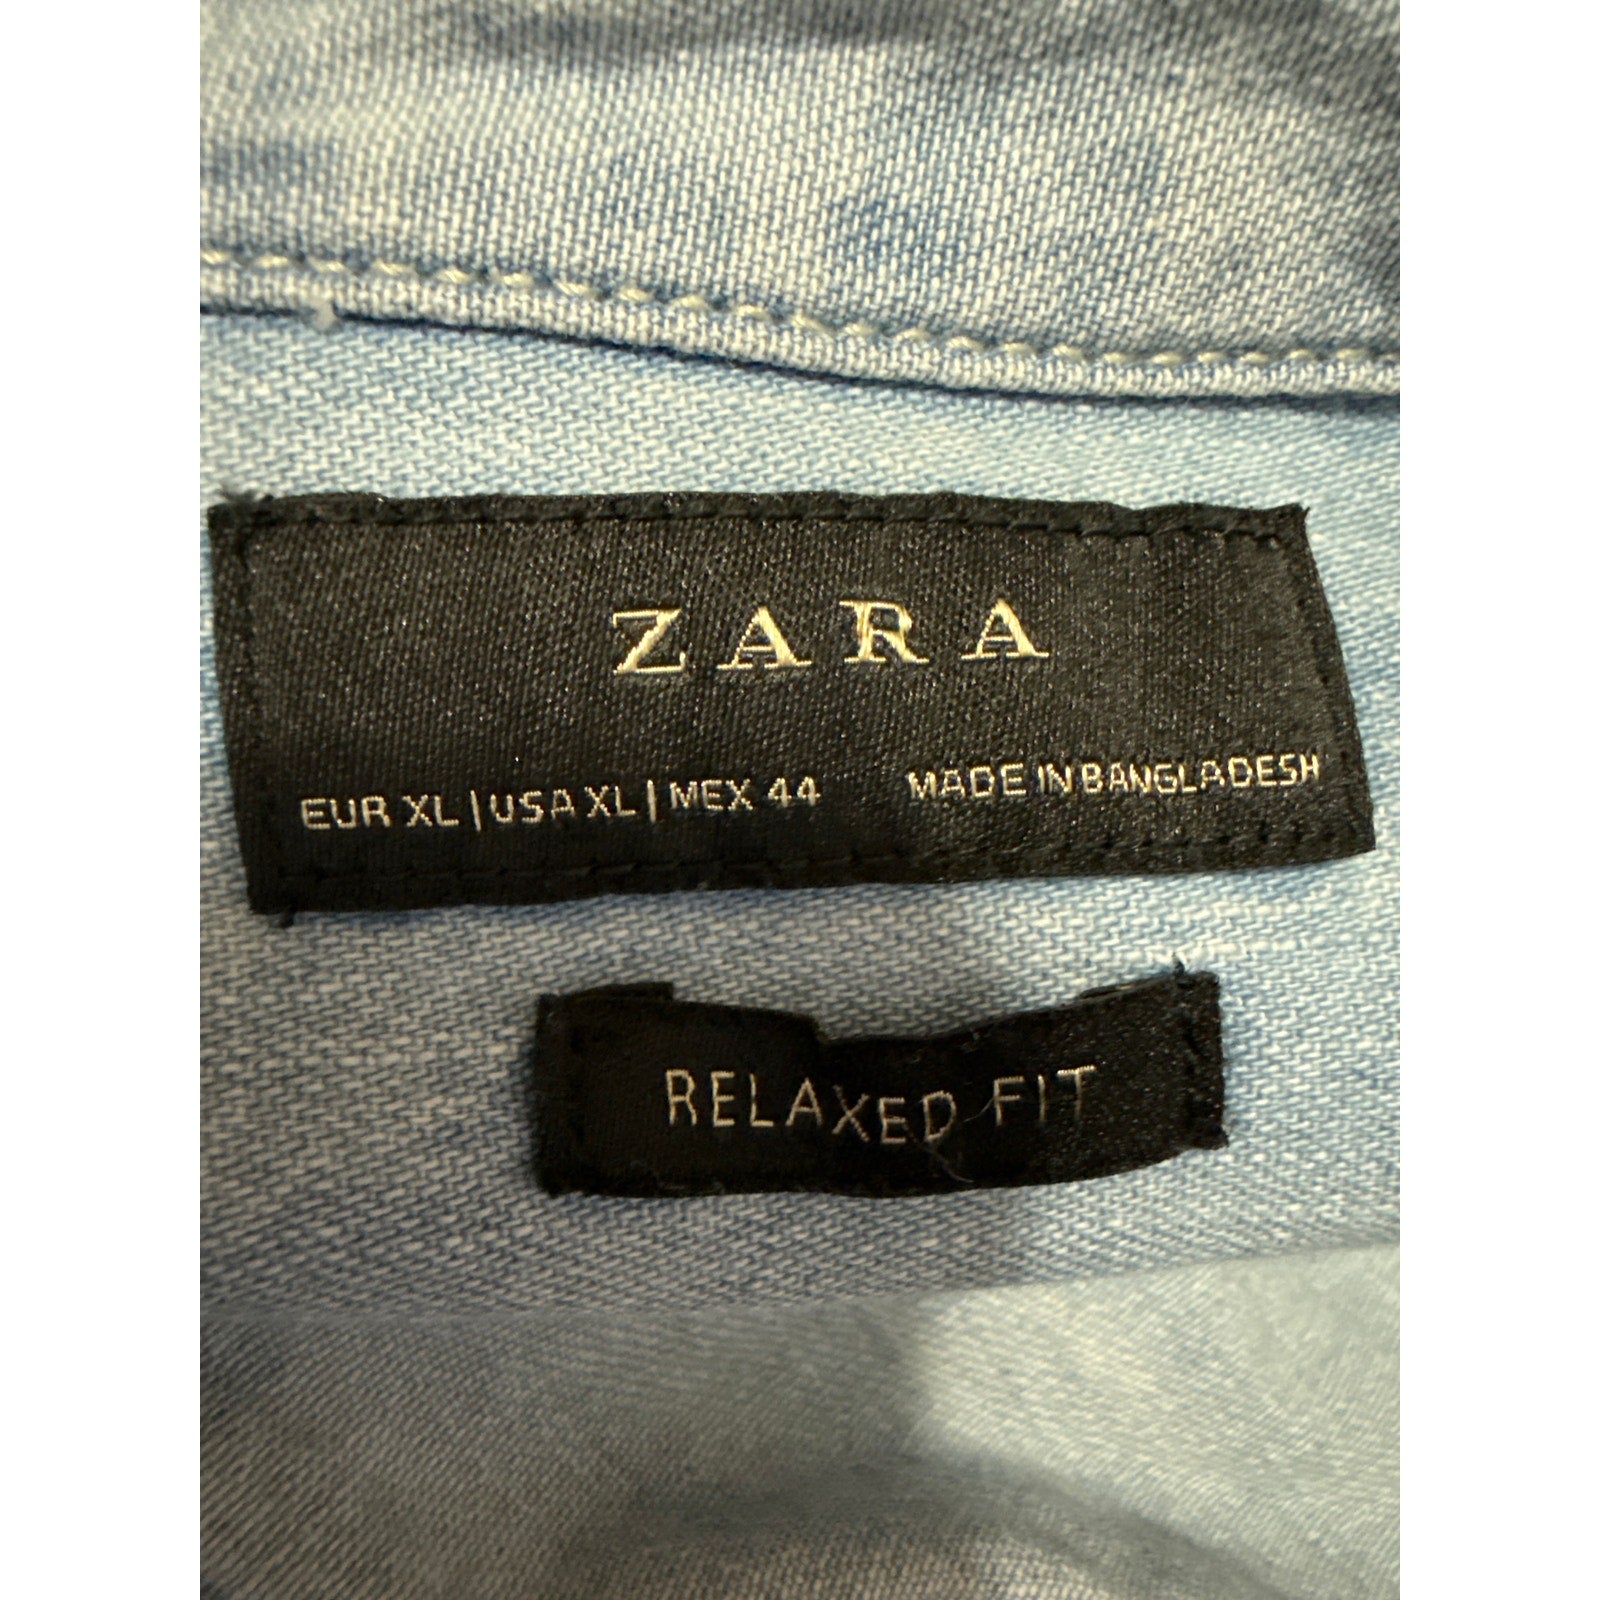 ZARA
EUR XL | USA XL | MEX 44 MADE IN BANGLADESH
RELAXED FIT